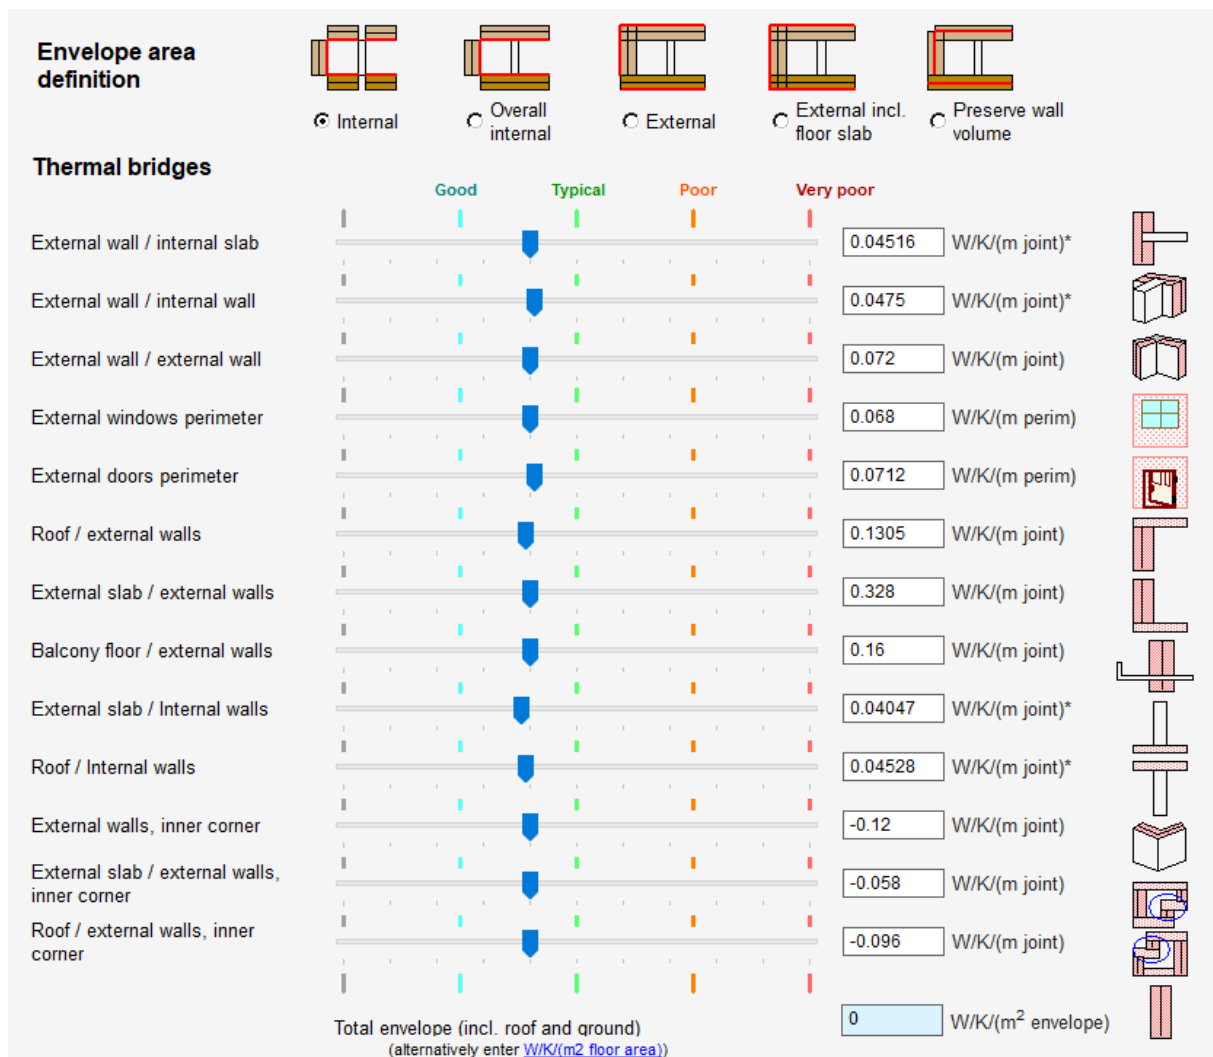 Envelope area
definition
Internal
Overall
internal
External
External incl.
floor slab
Preserve wall
volume
Thermal bridges
Good Typical Poor Very poor
External wall / internal slab 0.04516 W/K/(m joint)*
External wall / internal wall 0.0475 W/K/(m joint)*
External wall / external wall 0.072 W/K/(m joint)
External windows perimeter 0.068 W/K/(m perim)
External doors perimeter 0.0712 W/K/(m perim)
Roof / external walls 0.1305 W/K/(m joint)
External slab / external walls 0.328 W/K/(m joint)
Balcony floor / external walls 0.16 W/K/(m joint)
External slab / Internal walls 0.04047 W/K/(m joint)*
Roof / Internal walls 0.04528 W/K/(m joint)*
External walls, inner corner -0.12 W/K/(m joint)
External slab / external walls,
inner corner -0.058 W/K/(m joint)
Roof / external walls, inner
corner -0.096 W/K/(m joint)
Total envelope (incl. roof and ground) 0 W/K/(m² envelope)
(alternatively enter W/K/(m2 floor area))